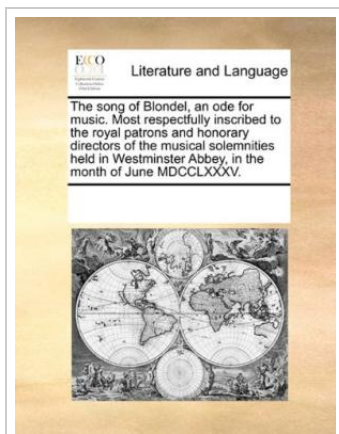 ECCO
Literature and Language
The song of Blondel, an ode for
music. Most respectfully inscribed to
the royal patrons and honorary
directors of the musical solemnities
held in Westminster Abbey, in the
month of June MDCCLXXXV.